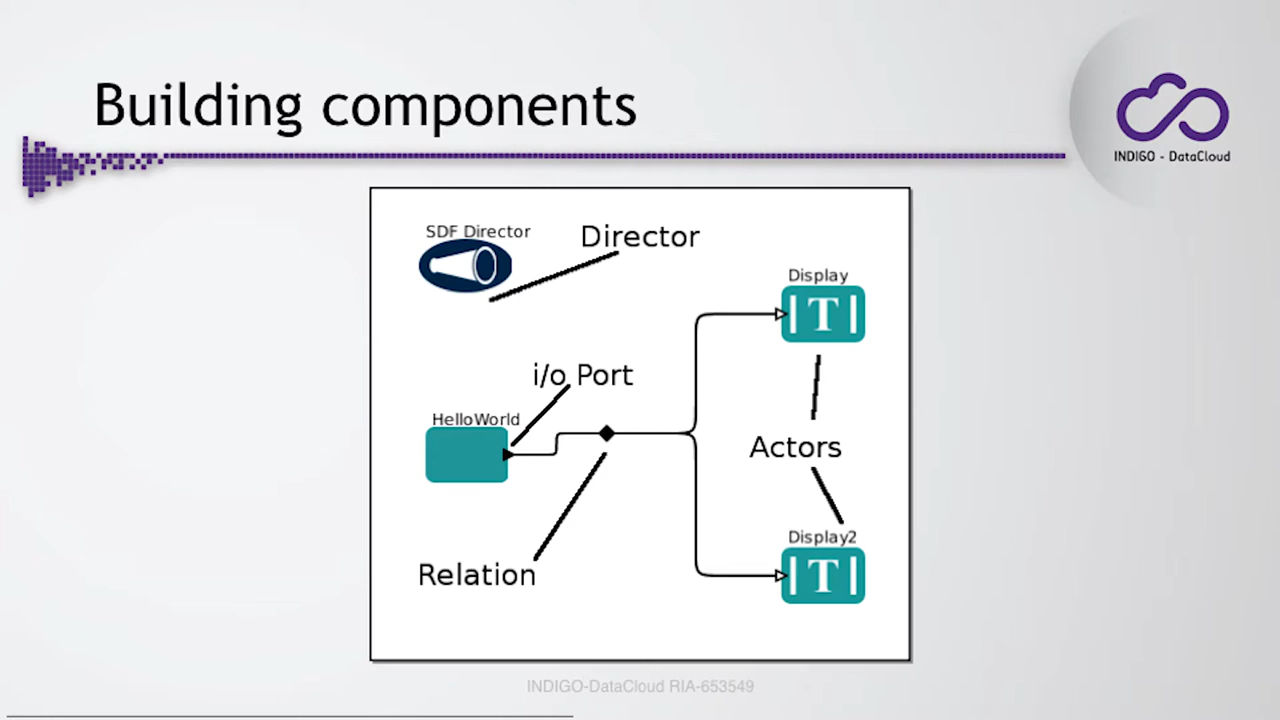 Building components
INDIGO - DataCloud
SDF Director
Director
Display
T
i/o Port
HelloWorld
Actors
Display2
T
Relation
INDIGO-DataCloud RIA-653549